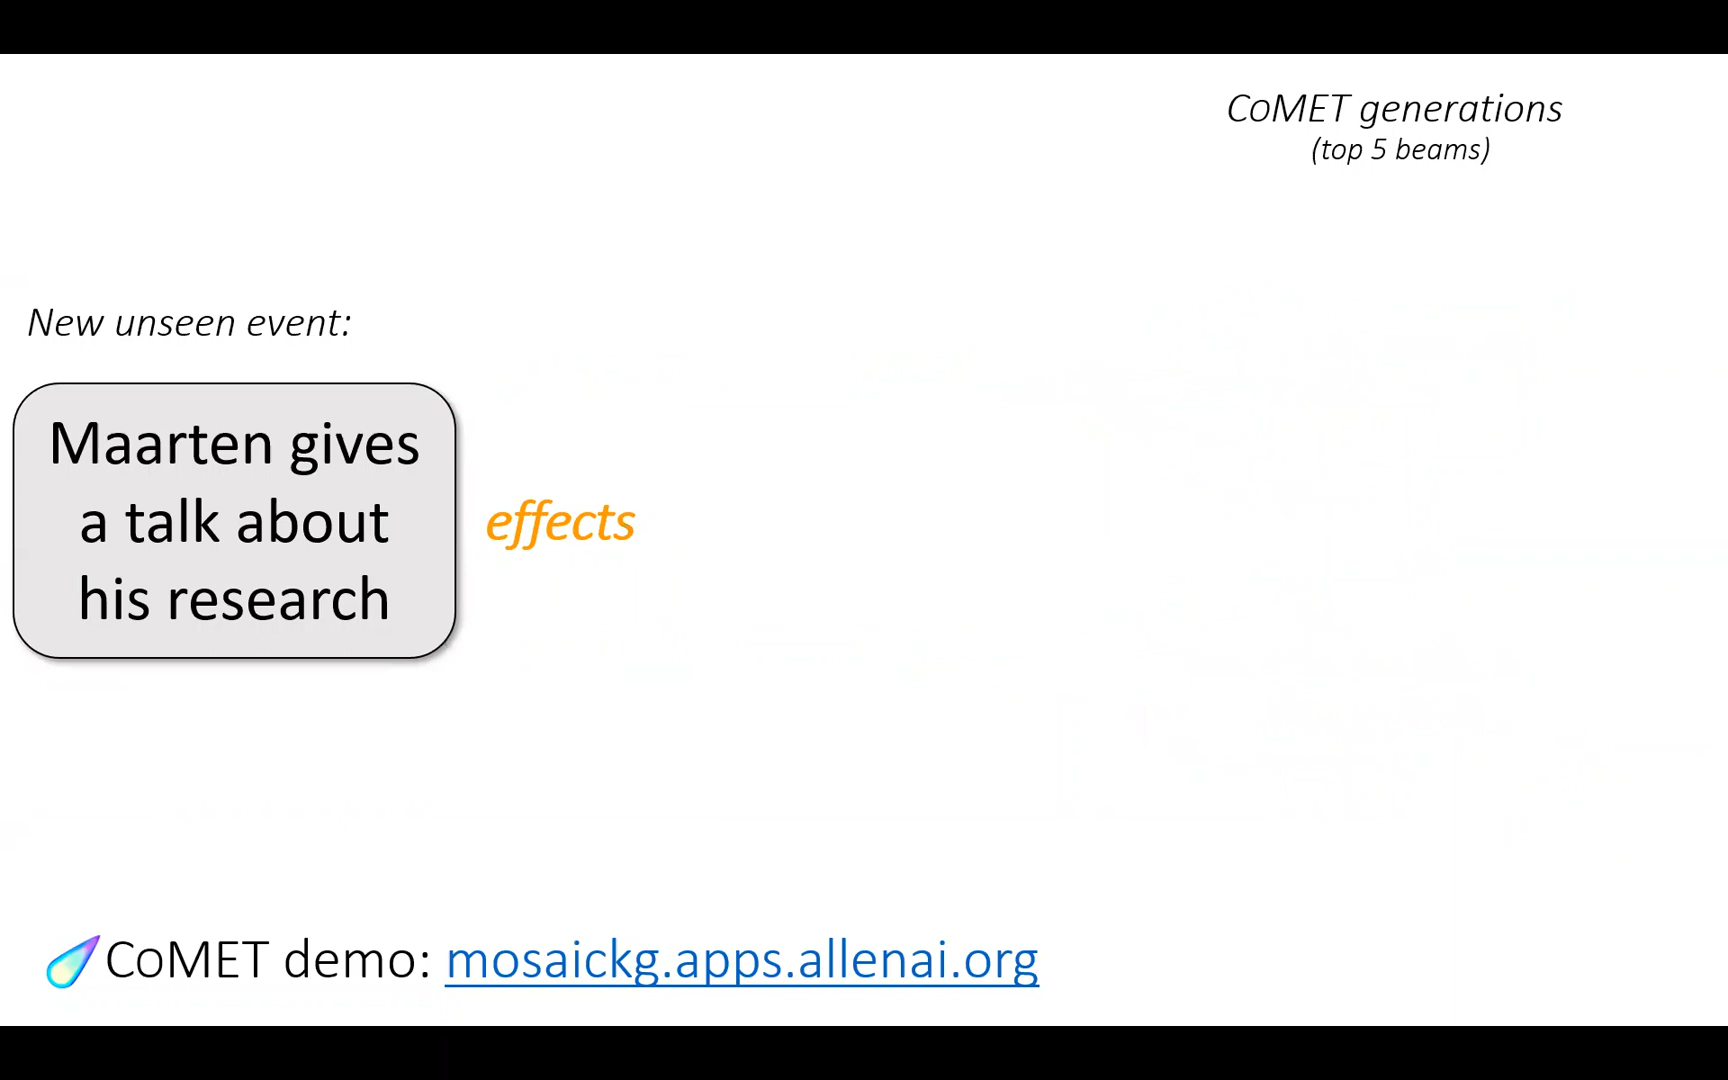 CoMET generations
(top 5 beams)
New unseen event:
Maarten gives
a talk about
his research
effects
CoMET demo: mosaickg.apps.allenai.org